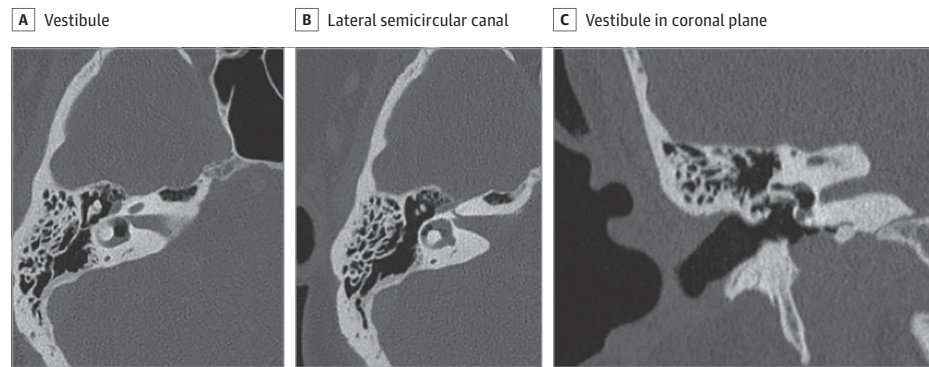 A Vestibule
B Lateral semicircular canal
C Vestibule in coronal plane